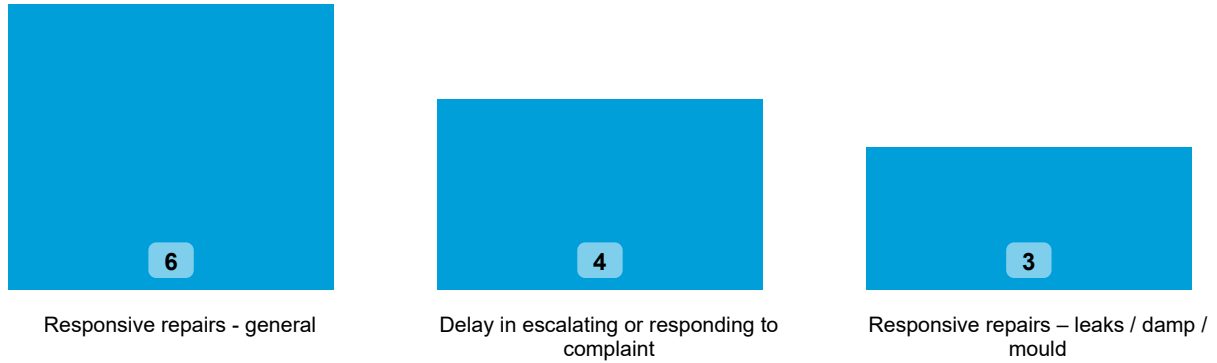 6
4
3
Responsive repairs - general
Delay in escalating or responding to
complaint
Responsive repairs – leaks / damp /
mould